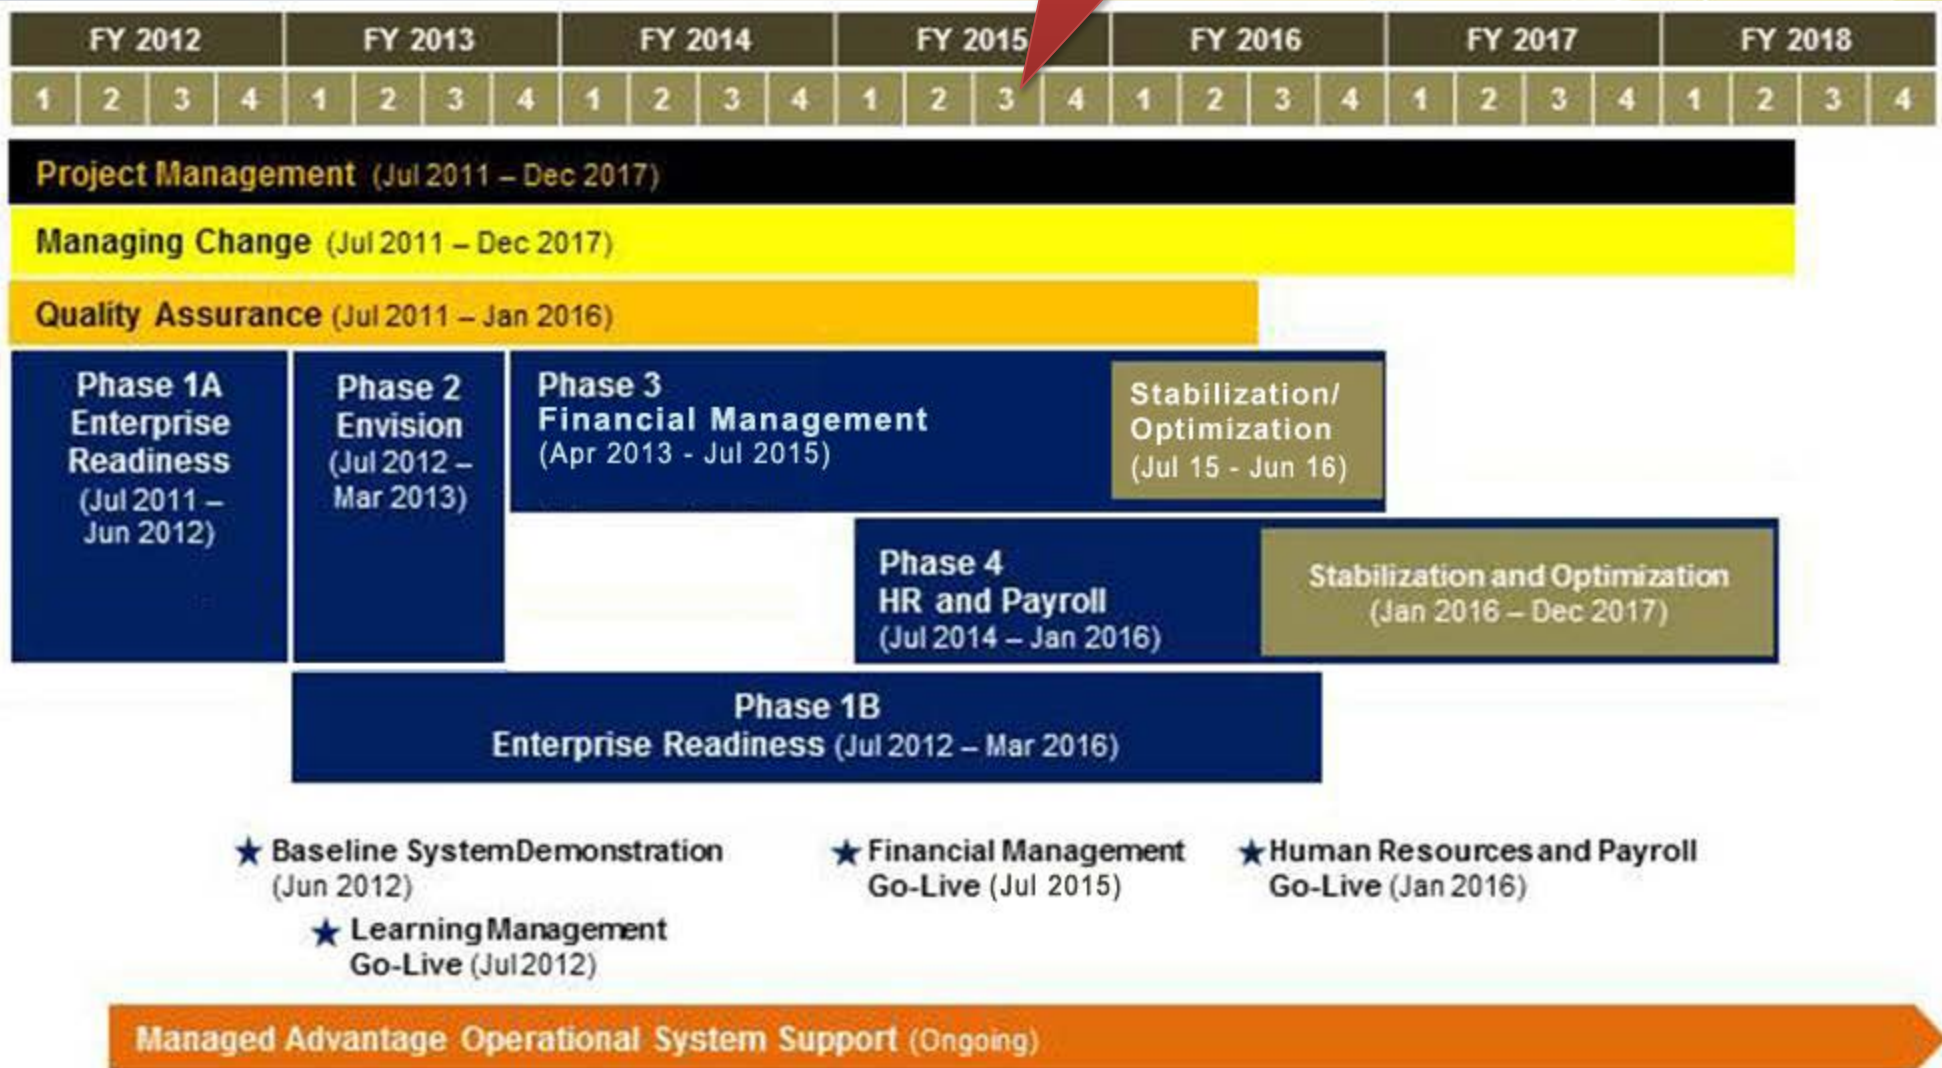 FY 2012 FY 2013 FY 2014 FY 2015 FY 2016 FY 2017 FY 2018
1 2 3 4 1 2 3 4 1 2 3 4 1 2 3 4 1 2 3 4 1 2 3 4 1 2 3 4
Project Management (Jul 2011 – Dec 2017)
Managing Change (Jul 2011 – Dec 2017)
Quality Assurance (Jul 2011 – Jan 2016)
Phase 1A
Enterprise
Readiness
(Jul 2011 –
Jun 2012)
Phase 2
Envision
(Jul 2012 –
Mar 2013)
Phase 3
Financial Management
(Apr 2013 - Jul 2015)
Stabilization/
Optimization
(Jul 15 - Jun 16)
Phase 4
HR and Payroll
(Jul 2014 – Jan 2016)
Stabilization and Optimization
(Jan 2016 – Dec 2017)
Phase 1B
Enterprise Readiness (Jul 2012 – Mar 2016)
Baseline System Demonstration
(Jun 2012)
Learning Management
Go-Live (Jul 2012)
Financial Management
Go-Live (Jul 2015)
Human Resources and Payroll
Go-Live (Jan 2016)
Managed Advantage Operational System Support (Ongoing)